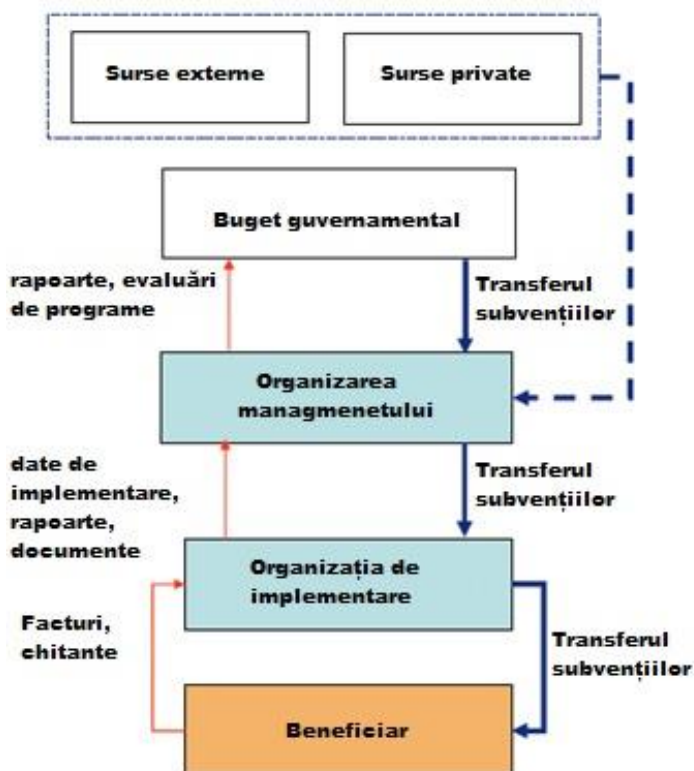 Surse externe
Surse private
Buget guvernamental
rapoarte, evaluări
de programe
Transferul
subvențiilor
Organizarea
managmenetului
date de
implementare,
rapoarte,
documente
Transferul
subvențiilor
Organizația de
implementare
Facturi,
chitante
Transferul
subvențiilor
Beneficiar